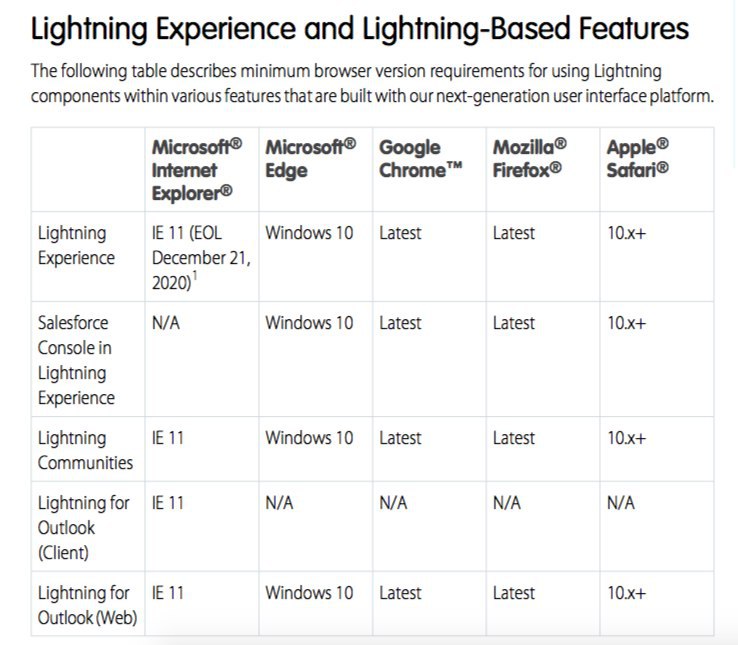 Lightning Experience and Lightning-Based Features
The following table describes minimum browser version requirements for using Lightning
components within various features that are built with our next-generation user interface platform.
Microsoft® Internet Explorer® Microsoft® Edge Google Chrome™ Mozilla® Firefox® Apple® Safari®
Lightning Experience IE 11 (EOL December 21, 2020)¹ Windows 10 Latest Latest 10.x+
Salesforce Console in Lightning Experience N/A Windows 10 Latest Latest 10.x+
Lightning Communities IE 11 Windows 10 Latest Latest 10.x+
Lightning for Outlook (Client) IE 11 N/A N/A N/A N/A
Lightning for Outlook (Web) IE 11 Windows 10 Latest Latest 10.x+